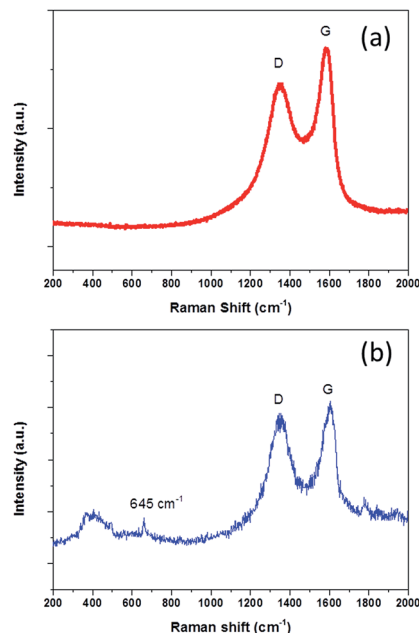 (a)
G
D
Intensity (a.u.)
200 400 600 800 1000 1200 1400 1600 1800 2000
Raman Shift (cm⁻¹)
(b)
D
G
645 cm⁻¹
Intensity (a.u.)
200 400 600 800 1000 1200 1400 1600 1800 2000
Raman shift (cm⁻¹)